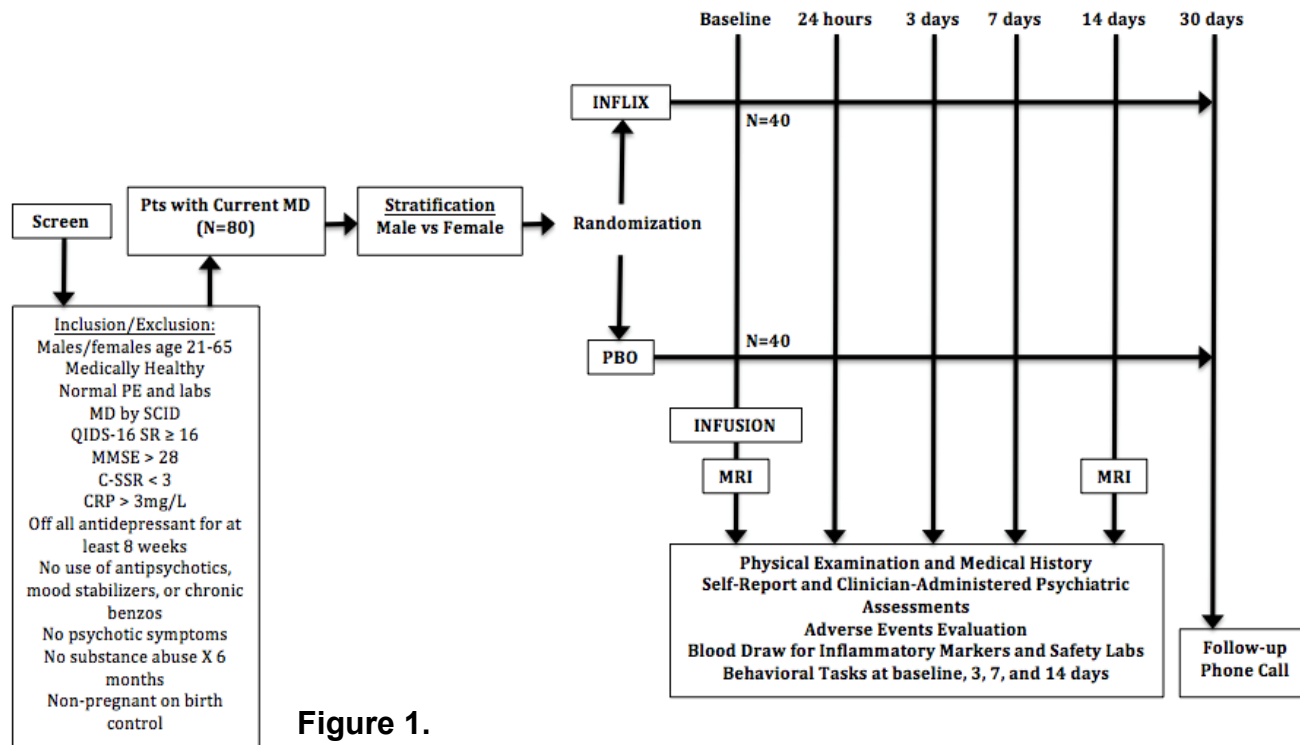 Baseline 24 hours 3 days 7 days 14 days 30 days
INFLIX
N=40
Screen
Pts with Current MD
(N=80)
Stratification
Male vs Female
Randomization
Inclusion/Exclusion:
Males/females age 21-65
Medically Healthy
Normal PE and labs
MD by SCID
QIDS-16 SR ≥ 16
MMSE > 28
C-SSR < 3
CRP > 3mg/L
Off all antidepressant for at
least 8 weeks
No use of antipsychotics,
mood stabilizers, or chronic
benzos
No psychotic symptoms
No substance abuse X 6
months
Non-pregnant on birth
control
PBO
N=40
INFUSION
MRI
MRI
Physical Examination and Medical History
Self-Report and Clinician-Administered Psychiatric
Assessments
Adverse Events Evaluation
Blood Draw for Inflammatory Markers and Safety Labs
Behavioral Tasks at baseline, 3, 7, and 14 days
Follow-up
Phone Call
Figure 1.